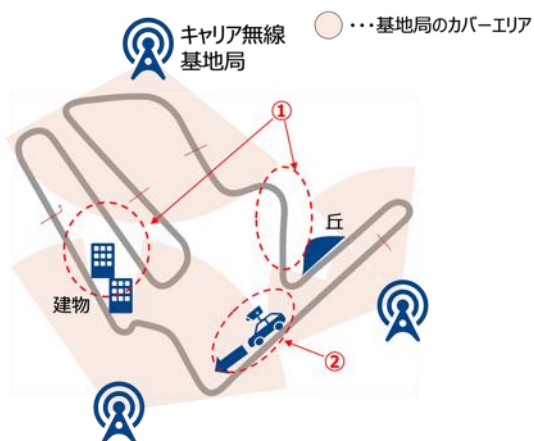 キャリア無線
基地局
・・・基地局のカバーエリア
①
丘
建物
②